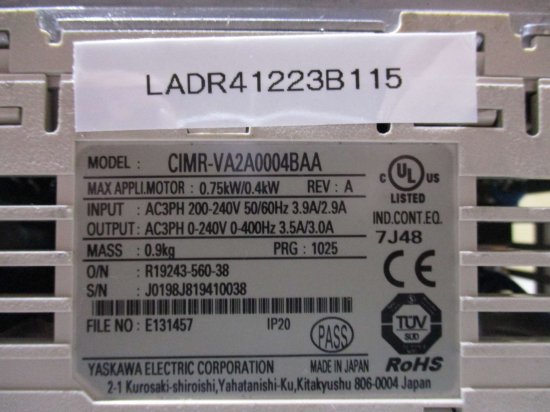 LADR41223B115
MODEL : CIMR-VA2A0004BAA
MAX APPLI.MOTOR : 0.75kW/0.4kW REV : A
INPUT : AC3PH 200-240V 50/60Hz 3.9A/2.9A
OUTPUT : AC3PH 0-240V 0-400Hz 3.5A/3.0A
MASS : 0.9kg PRG : 1025
O/N : R19243-560-38
S/N : J0198J819410038
FILE NO : E131457 IP20
PASS
YASKAWA ELECTRIC CORPORATION MADE IN JAPAN
2-1 Kurosaki-shiroishi,Yahatanishi-Ku,Kitakyushu 806-0004 Japan
C UL US
LISTED
IND.CONT.EQ.
7J48
TÜV
SÜD
RoHS